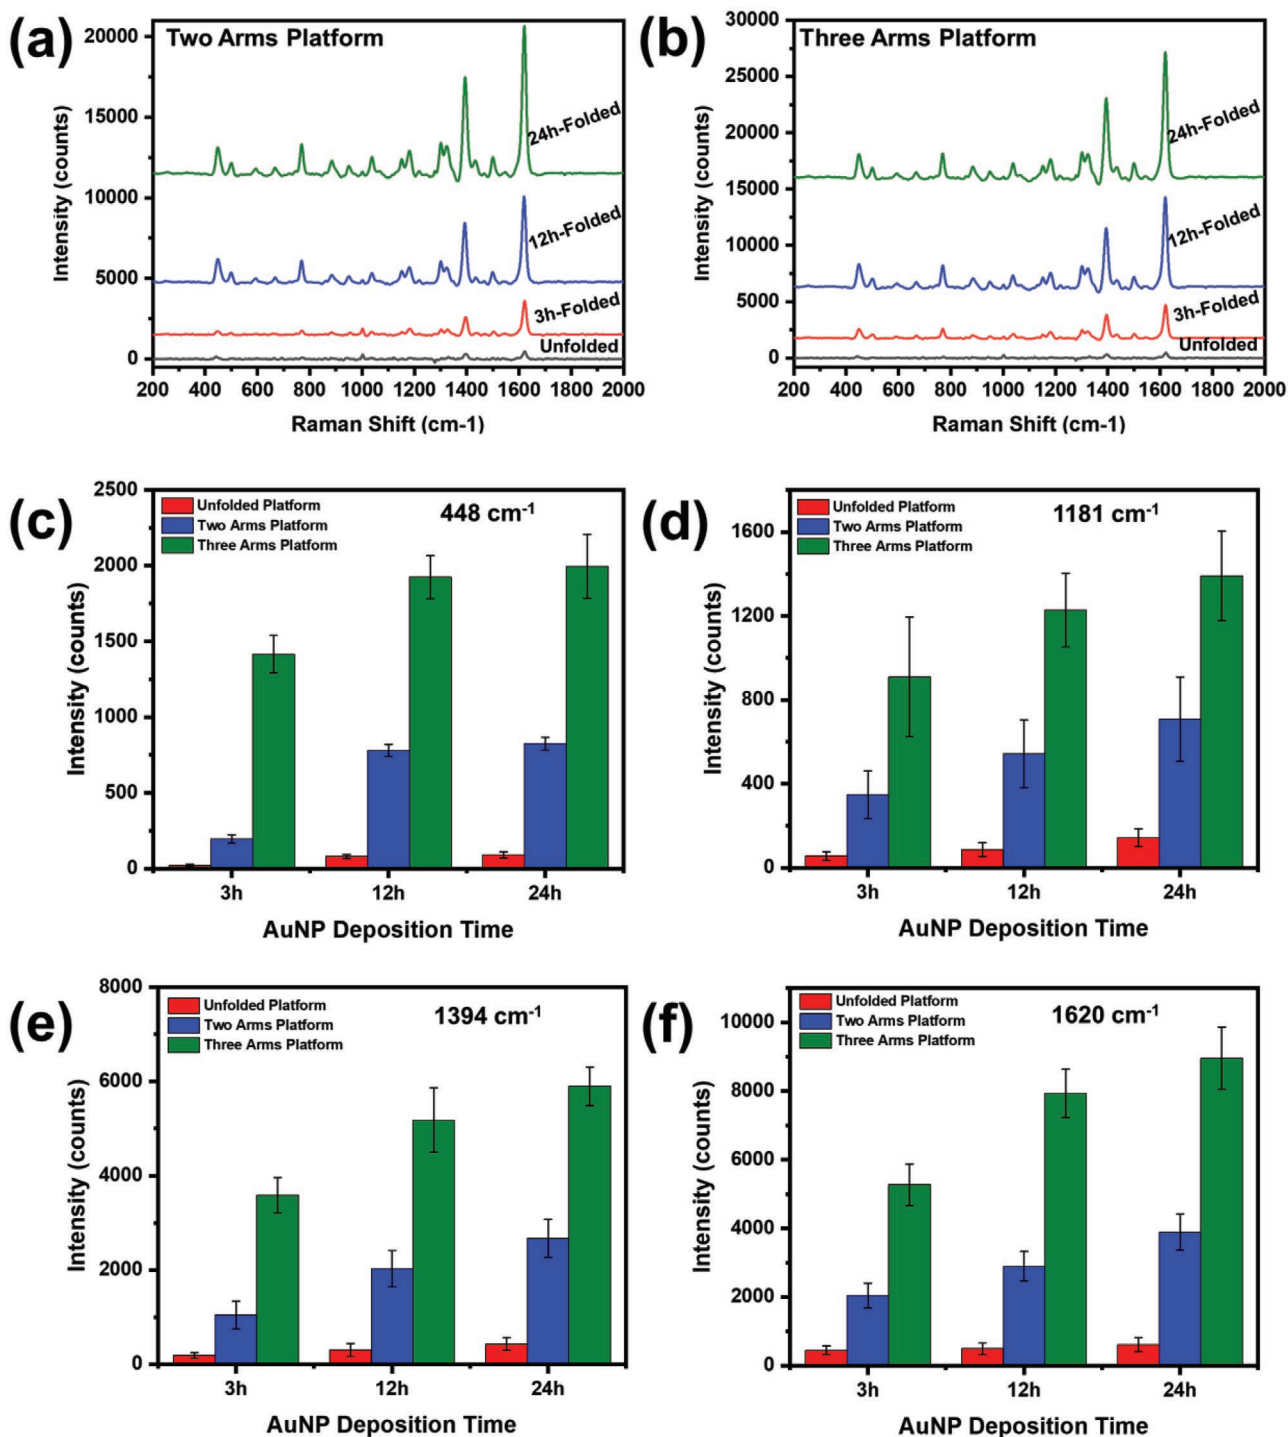 (a)
Two Arms Platform
20000
15000
10000
5000
0
Intensity (counts)
24h-Folded
12h-Folded
3h-Folded
Unfolded
200 400 600 800 1000 1200 1400 1600 1800 2000
Raman Shift (cm-1)
(b)
Three Arms Platform
30000
25000
20000
15000
10000
5000
0
Intensity (counts)
24h-Folded
12h-Folded
3h-Folded
Unfolded
200 400 600 800 1000 1200 1400 1600 1800 2000
Raman Shift (cm-1)
(c)
Unfolded Platform
Two Arms Platform
Three Arms Platform
448 cm-1
2500
2000
1500
1000
500
0
Intensity (counts)
3h 12h 24h
AuNP Deposition Time
(d)
Unfolded Platform
Two Arms Platform
Three Arms Platform
1181 cm-1
1600
1200
800
400
0
Intensity (counts)
3h 12h 24h
AuNP Deposition Time
(e)
Unfolded Platform
Two Arms Platform
Three Arms Platform
1394 cm-1
8000
6000
4000
2000
0
Intensity (counts)
3h 12h 24h
AuNP Deposition Time
(f)
Unfolded Platform
Two Arms Platform
Three Arms Platform
1620 cm-1
10000
8000
6000
4000
2000
0
Intensity (counts)
3h 12h 24h
AuNP Deposition Time